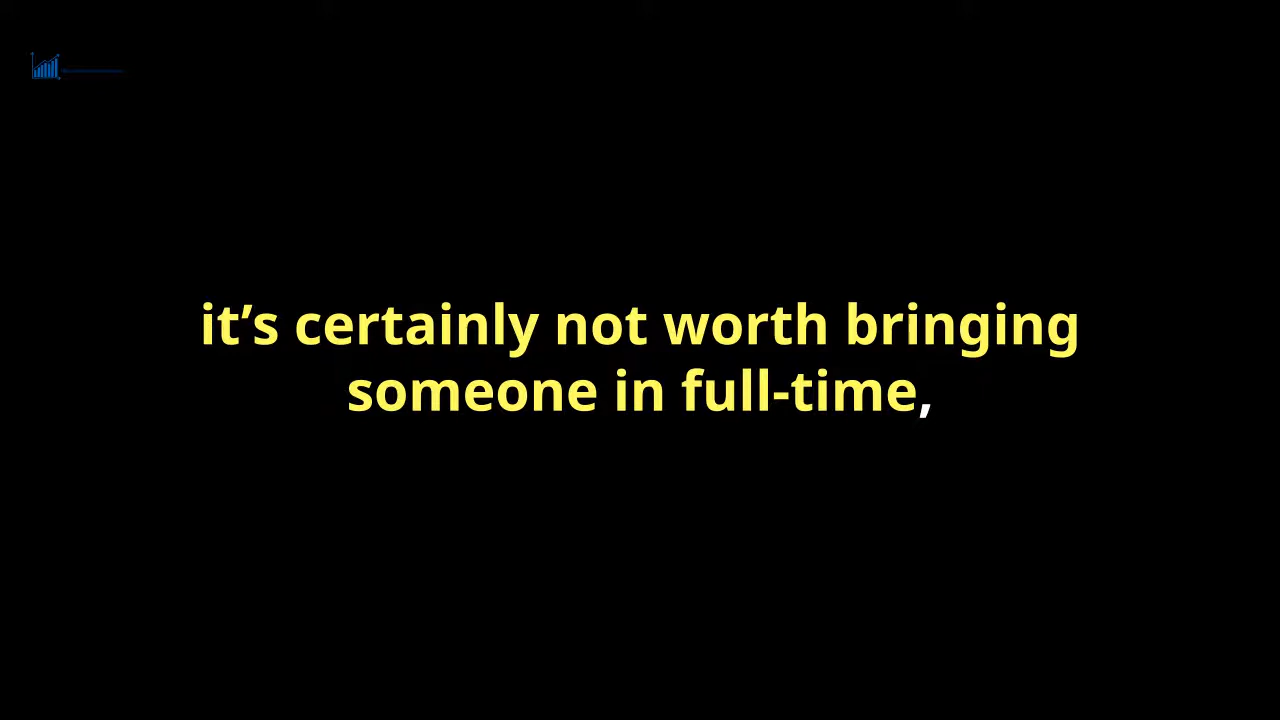 it’s certainly not worth bringing
someone in full-time,